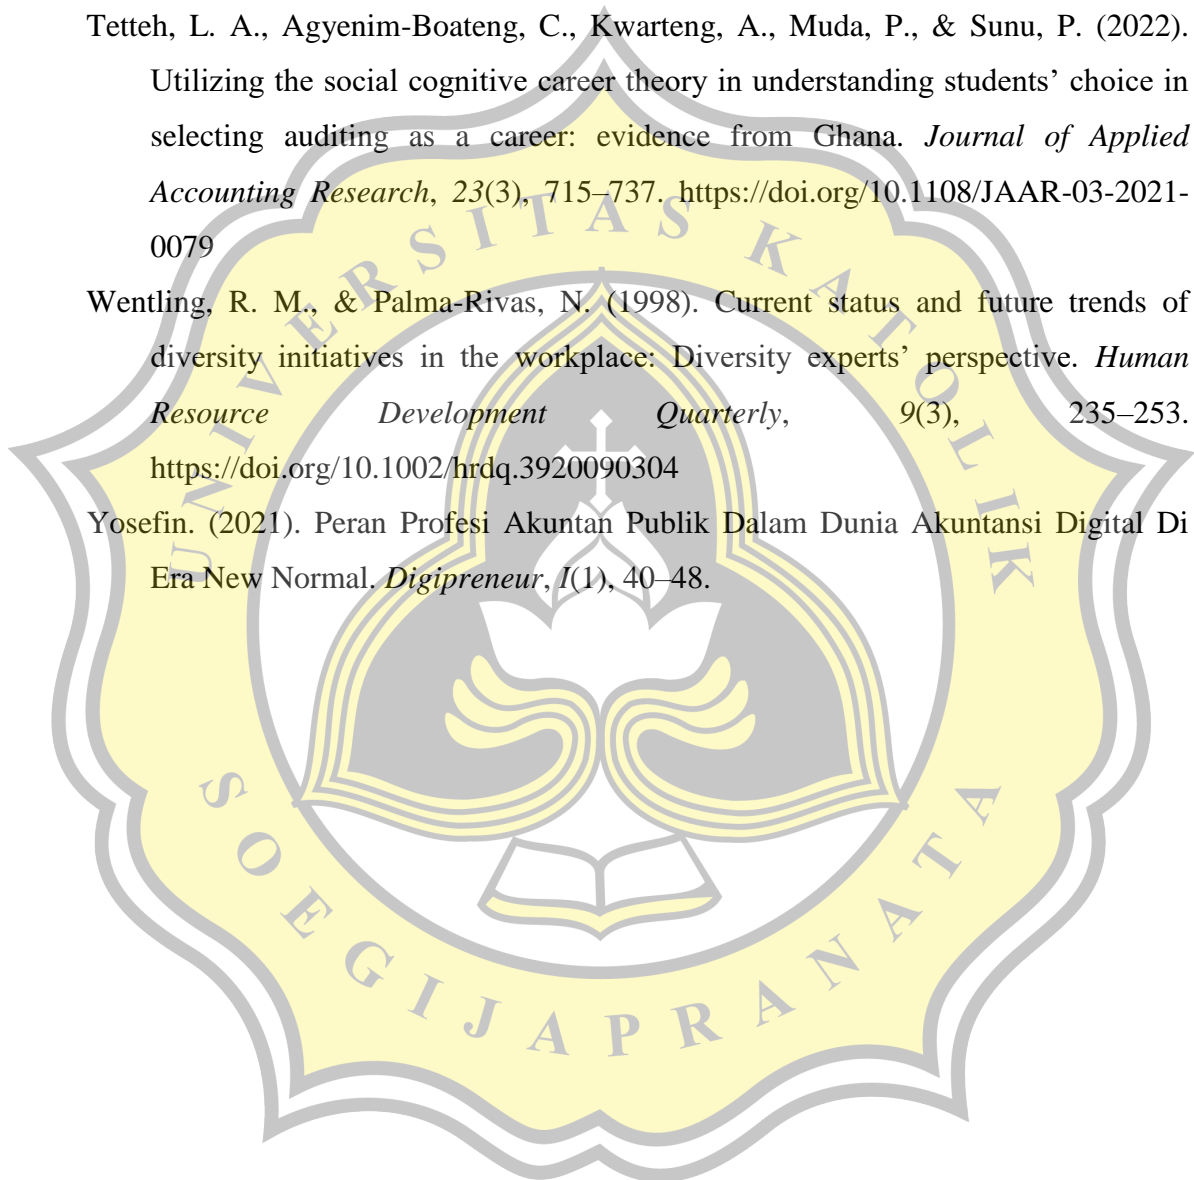 Tetteh, L. A., Agyenim-Boateng, C., Kwarteng, A., Muda, P., & Sunu, P. (2022).
Utilizing the social cognitive career theory in understanding students’ choice in
selecting auditing as a career: evidence from Ghana. Journal of Applied
Accounting Research, 23(3), 715–737. https://doi.org/10.1108/JAAR-03-2021-
0079
Wentling, R. M., & Palma-Rivas, N. (1998). Current status and future trends of
diversity initiatives in the workplace: Diversity experts’ perspective. Human
Resource Development Quarterly, 9(3), 235–253.
https://doi.org/10.1002/hrdq.3920090304
Yosefin. (2021). Peran Profesi Akuntan Publik Dalam Dunia Akuntansi Digital Di
Era New Normal. Digipreneur, I(1), 40–48.
UNIVERSITAS KATOLIK
SOEGIJAPRANATA